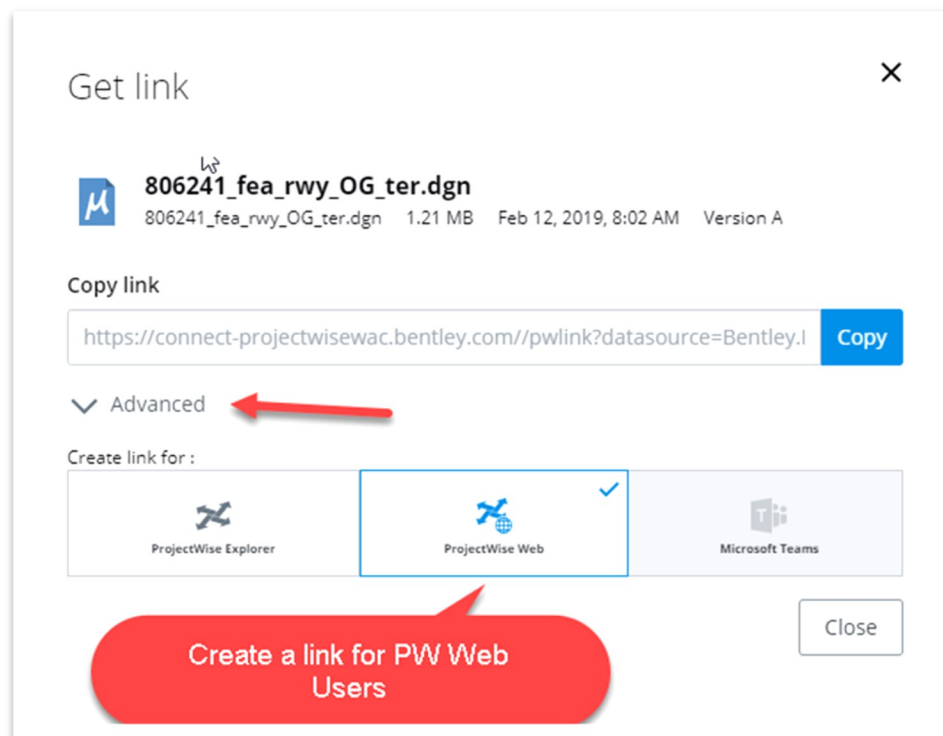 Get link
806241_fea_rwy_OG_ter.dgn
806241_fea_rwy_OG_ter.dgn 1.21 MB Feb 12, 2019, 8:02 AM Version A
Copy link
https://connect-projectwisewac.bentley.com//pwlink?datasource=Bentley.I Copy
Advanced
Create link for :
ProjectWise Explorer ProjectWise Web Microsoft Teams
Close
Create a link for PW Web
Users